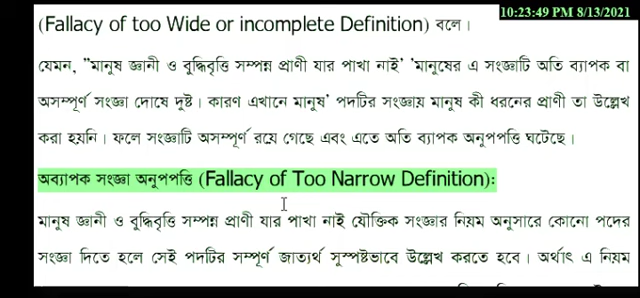 10:23:49 PM 8/13/2021
(Fallacy of too Wide or incomplete Definition) বলে।
যেমন, "মানুষ জ্ঞানী ও বুদ্ধিবৃত্তি সম্পন্ন প্রাণী যার পাখা নাই' 'মানুষের এ সংজ্ঞাটি অতি ব্যাপক বা
অসম্পূর্ণ সংজ্ঞা দোষে দুষ্ট। কারণ এখানে মানুষ' পদটির সংজ্ঞায় মানুষ কী ধরনের প্রাণী তা উল্লেখ
করা হয়নি। ফলে সংজ্ঞাটি অসম্পূর্ণ রয়ে গেছে এবং এতে অতি ব্যাপক অনুপপত্তি ঘটেছে।
অব্যাপক সংজ্ঞা অনুপপত্তি (Fallacy of Too Narrow Definition):
মানুষ জ্ঞানী ও বুদ্ধিবৃত্তি সম্পন্ন প্রাণী যার পাখা নাই যৌক্তিক সংজ্ঞার নিয়ম অনুসারে কোনো পদের
সংজ্ঞা দিতে হলে সেই পদটির সম্পূর্ণ জাত্যর্থ সুস্পষ্টভাবে উল্লেখ করতে হবে। অর্থাৎ এ নিয়ম